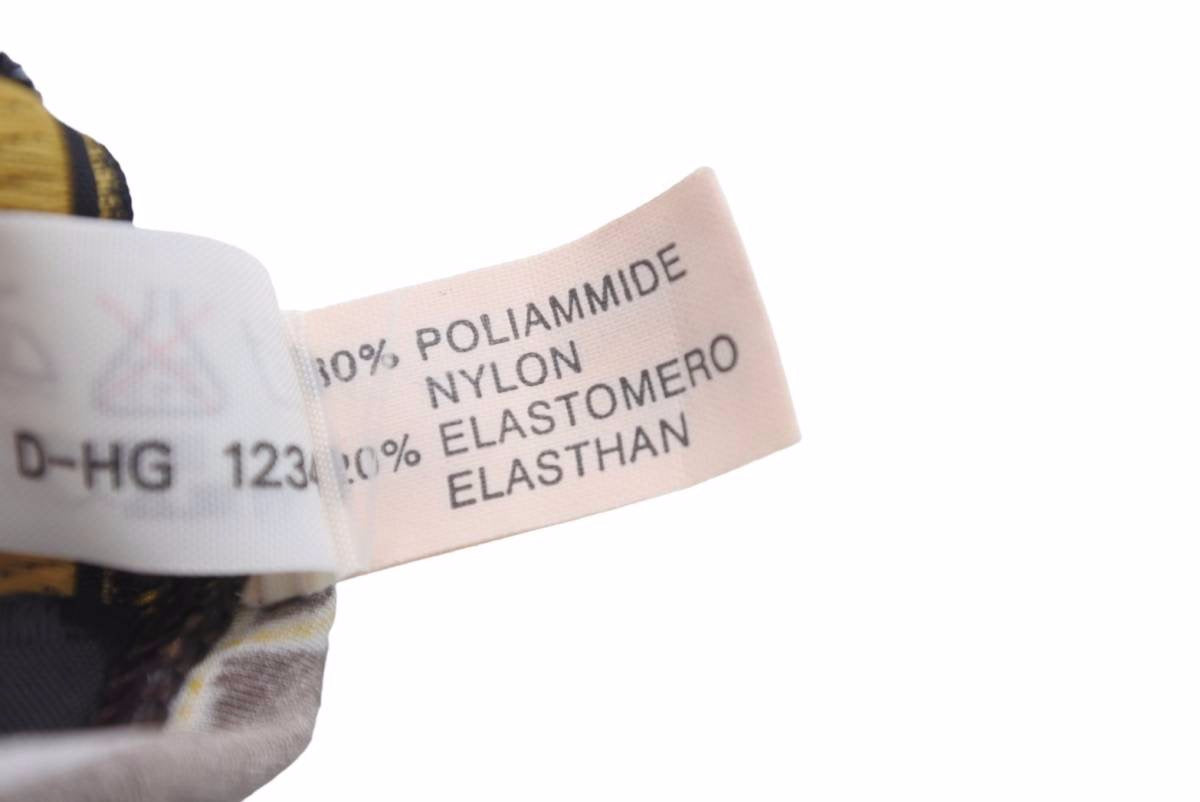 D-HG 123
80% POLIAMMIDE
NYLON
20% ELASTOMERO
ELASTHAN